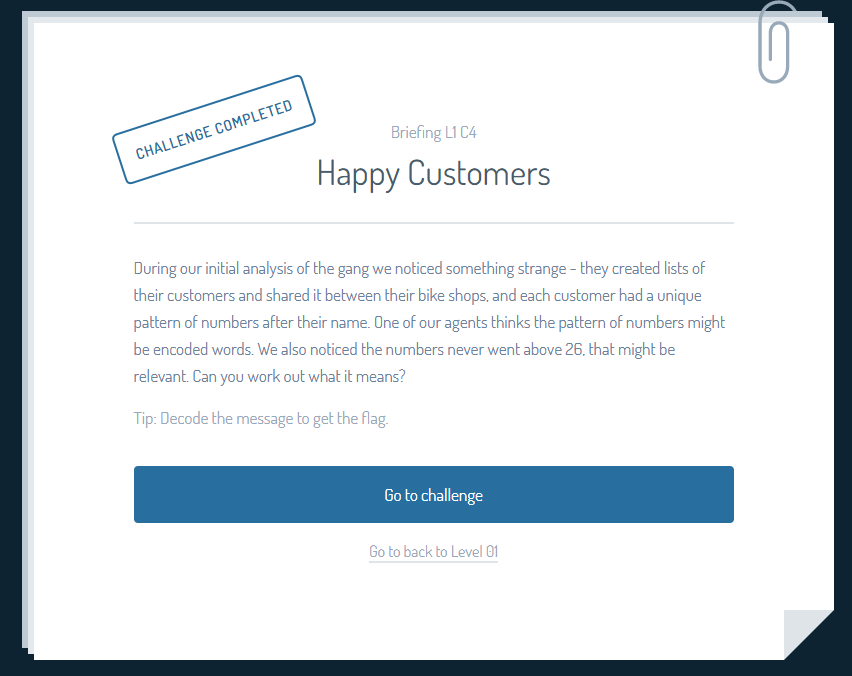 CHALLENGE COMPLETED
Briefing L1 C4
Happy Customers
During our initial analysis of the gang we noticed something strange - they created lists of
their customers and shared it between their bike shops, and each customer had a unique
pattern of numbers after their name. One of our agents thinks the pattern of numbers might
be encoded words. We also noticed the numbers never went above 26, that might be
relevant. Can you work out what it means?
Tip: Decode the message to get the flag.
Go to challenge
Go to back to Level 01